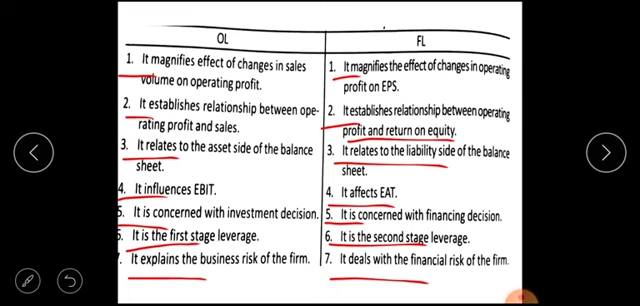 OL
FL
1. It magnifies effect of changes in sales
volume on operating profit.
1. It magnifies the effect of changes in operating
profit on EPS.
2. It establishes relationship between ope-
rating profit and sales.
2. It establishes relationship between operating
profit and return on equity.
3. It relates to the asset side of the balance
sheet.
3. It relates to the liability side of the balance
sheet.
4. It influences EBIT.
4. It affects EAT.
5. It is concerned with investment decision.
5. It is concerned with financing decision.
It is the first stage leverage.
6. It is the second stage leverage.
It explains the business risk of the firm.
7. It deals with the financial risk of the firm.